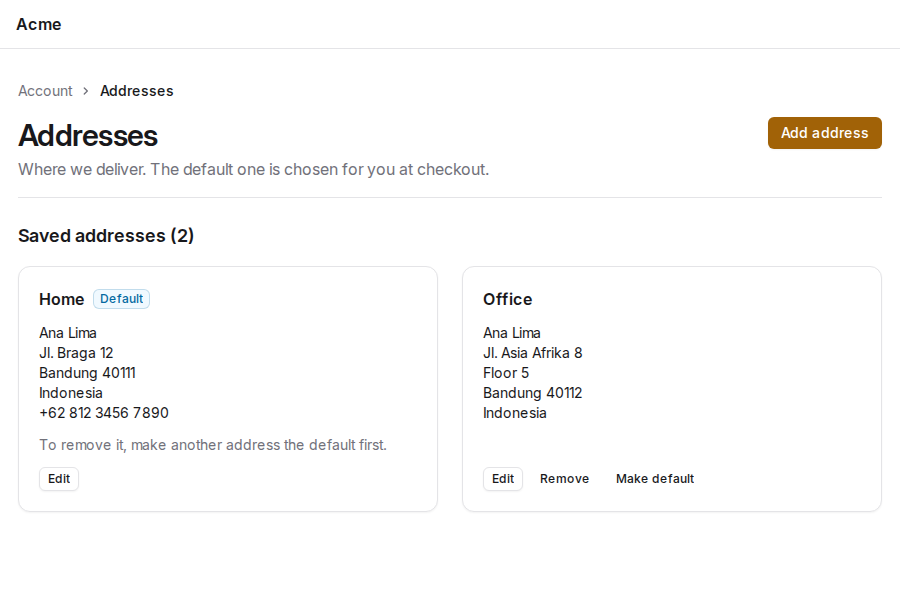 Acme
Account > Addresses
Addresses
Add address
Where we deliver. The default one is chosen for you at checkout.
Saved addresses (2)
Home Default
Ana Lima
Jl. Braga 12
Bandung 40111
Indonesia
+62 812 3456 7890
To remove it, make another address the default first.
Edit
Office
Ana Lima
Jl. Asia Afrika 8
Floor 5
Bandung 40112
Indonesia
Edit Remove Make default